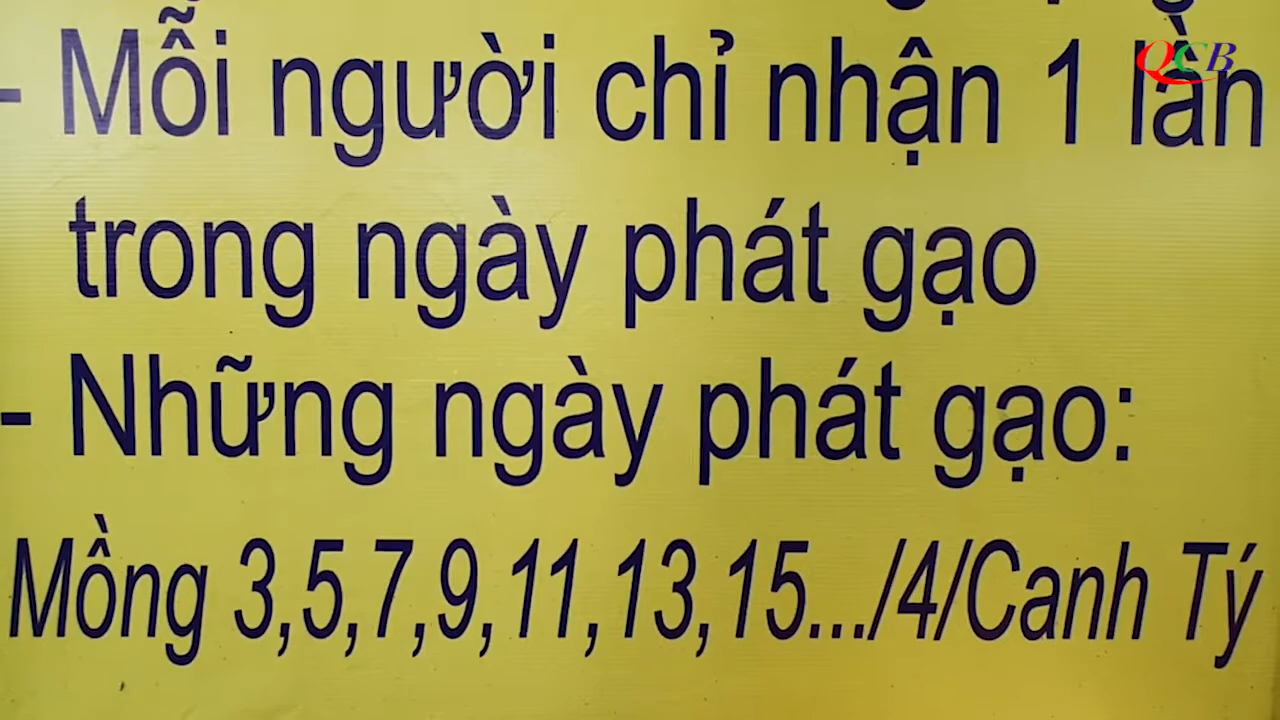 - Mỗi người chỉ nhận 1 lần
QCB
trong ngày phát gạo
- Những ngày phát gạo:
Mồng 3,5,7,9,11,13,15.../4/Canh Tý